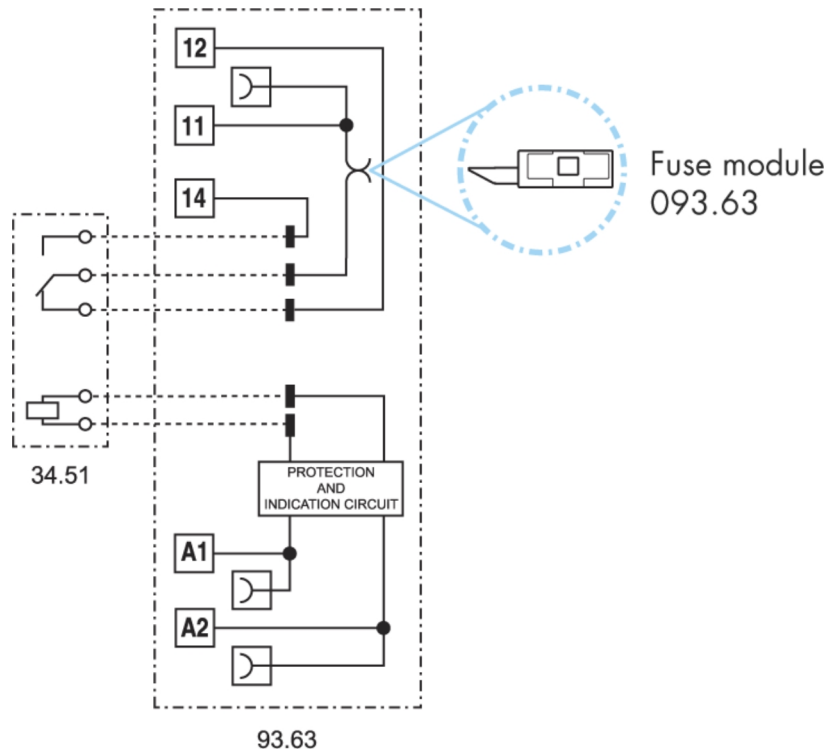 12
11
14
Fuse module
093.63
34.51
PROTECTION
AND
INDICATION CIRCUIT
A1
A2
93.63